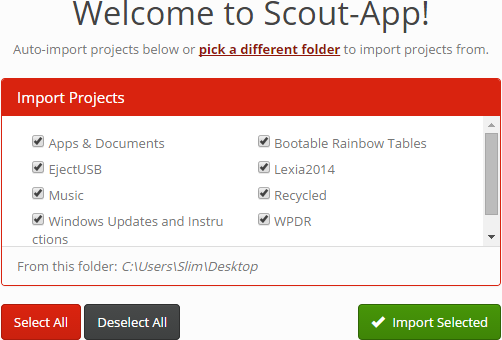 Welcome to Scout-App!
Auto-import projects below or pick a different folder to import projects from.
Import Projects
Apps & Documents
Bootable Rainbow Tables
EjectUSB
Lexia2014
Music
Recycled
Windows Updates and Instru
ctions
WPDR
From this folder: C:\Users\Slim\Desktop
Select All
Deselect All
Import Selected